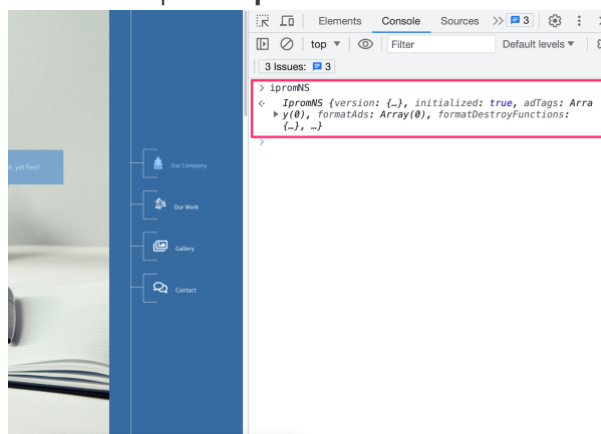 Elements Console Sources 3
top Filter Default levels
3 Issues: 3
> ipromNS
IpromNS {version: {…}, initialized: true, adTags: Arra
y(0), formatAds: Array(0), formatDestroyFunctions:
{…}, …}
, yet free!
Our Company
Our Work
Gallery
Contact